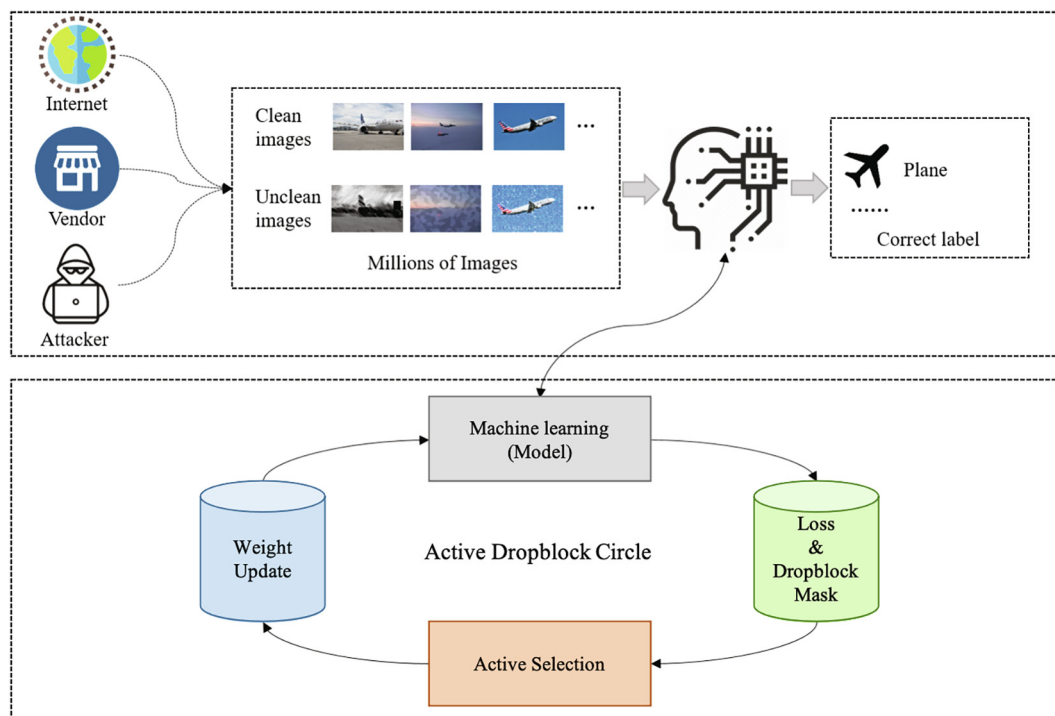 Internet
Vendor
Attacker
Clean
images
...
Unclean
images
...
Millions of Images
Plane
......
Correct label
Machine learning
(Model)
Weight
Update
Active Dropblock Circle
Loss
&
Dropblock
Mask
Active Selection